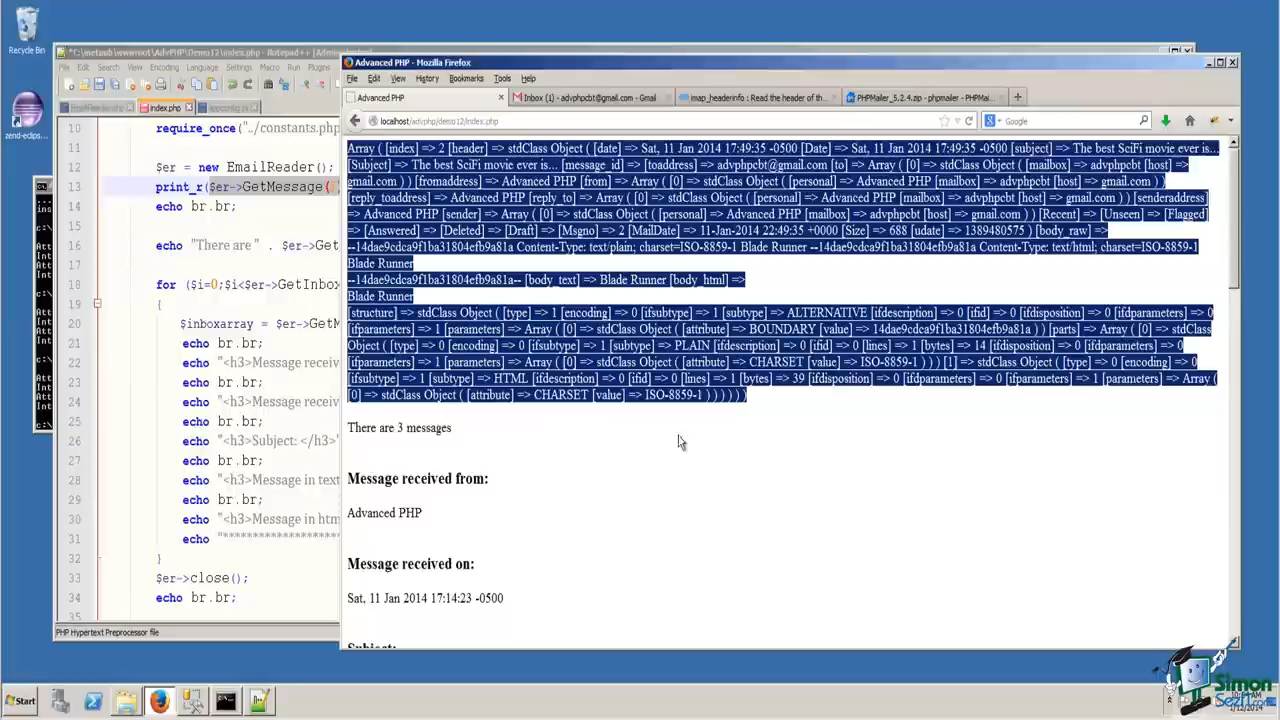 Recycle Bin
zend-eclips...
*C:\inetpub\wwwroot\AdvPHP\Demo12\index.php - Notepad++ [Admin
File Edit Search Encoding Language Settings Macro Run Plugins
EmailReader.php index.php appconfig
10 require_once("../constants.php
11
12 $er = new EmailReader();
13 print_r($er->GetMessage(
14 echo br.br;
15
16 echo "There are " . $er->Get
17
18 for ($i=0;$i<$er->GetInbox
19 {
20 $inboxarray = $er->GetM
21 echo br.br;
22 echo "<h3>Message receiv
23 echo br.br;
24 echo "<h3>Message receiv
25 echo br.br;
26 echo "<h3>Subject: </h3>"
27 echo br.br;
28 echo "<h3>Message in text
29 echo br.br;
30 echo "<h3>Message in htm
31 echo "********************
32 }
33 $er->close();
34 echo br.br;
35
PHP Hypertext Preprocessor file
Advanced PHP - Mozilla Firefox
File Edit View History Bookmarks Tools Help
Advanced PHP
Inbox (1) - advphpcbt@gmail.com - Gmail
imap_headerinfo : Read the header of th...
PHPMailer_5.2.4.zip - phpmailer - PHPMai...
localhost/advphp/demo12/index.php
Google
Array ( [index] => 2 [header] => stdClass Object ( [date] => Sat, 11 Jan 2014 17:49:35 -0500 [Date] => Sat, 11 Jan 2014 17:49:35 -0500 [subject] => The best SciFi movie ever is...
[Subject] => The best SciFi movie ever is... [message_id] => [toaddress] => advphpcbt@gmail.com [to] => Array ( [0] => stdClass Object ( [mailbox] => advphpcbt [host] =>
gmail.com ) ) [fromaddress] => Advanced PHP [from] => Array ( [0] => stdClass Object ( [personal] => Advanced PHP [mailbox] => advphpcbt [host] => gmail.com ) )
[reply_toaddress] => Advanced PHP [reply_to] => Array ( [0] => stdClass Object ( [personal] => Advanced PHP [mailbox] => advphpcbt [host] => gmail.com ) ) [senderaddress]
=> Advanced PHP [sender] => Array ( [0] => stdClass Object ( [personal] => Advanced PHP [mailbox] => advphpcbt [host] => gmail.com ) ) [Recent] => [Unseen] => [Flagged]
=> [Answered] => [Deleted] => [Draft] => [Msgno] => 2 [MailDate] => 11-Jan-2014 22:49:35 +0000 [Size] => 688 [udate] => 1389480575 ) [body_raw] =>
--14dae9cdca9f1ba31804efb9a81a Content-Type: text/plain; charset=ISO-8859-1 Blade Runner --14dae9cdca9f1ba31804efb9a81a Content-Type: text/html; charset=ISO-8859-1
Blade Runner
--14dae9cdca9f1ba31804efb9a81a-- [body_text] => Blade Runner [body_html] =>
Blade Runner
[structure] => stdClass Object ( [type] => 1 [encoding] => 0 [ifsubtype] => 1 [subtype] => ALTERNATIVE [ifdescription] => 0 [ifid] => 0 [ifdisposition] => 0 [ifdparameters] => 0
[ifparameters] => 1 [parameters] => Array ( [0] => stdClass Object ( [attribute] => BOUNDARY [value] => 14dae9cdca9f1ba31804efb9a81a ) ) [parts] => Array ( [0] => stdClass
Object ( [type] => 0 [encoding] => 0 [ifsubtype] => 1 [subtype] => PLAIN [ifdescription] => 0 [ifid] => 0 [lines] => 1 [bytes] => 14 [ifdisposition] => 0 [ifdparameters] => 0
[ifparameters] => 1 [parameters] => Array ( [0] => stdClass Object ( [attribute] => CHARSET [value] => ISO-8859-1 ) ) ) [1] => stdClass Object ( [type] => 0 [encoding] => 0
[ifsubtype] => 1 [subtype] => HTML [ifdescription] => 0 [ifid] => 0 [lines] => 1 [bytes] => 39 [ifdisposition] => 0 [ifdparameters] => 0 [ifparameters] => 1 [parameters] => Array (
[0] => stdClass Object ( [attribute] => CHARSET [value] => ISO-8859-1 ) ) ) ) ) )
There are 3 messages
Message received from:
Advanced PHP
Message received on:
Sat, 11 Jan 2014 17:14:23 -0500
Subject:
Start
Simon
Sez IT.com
1/12/2014